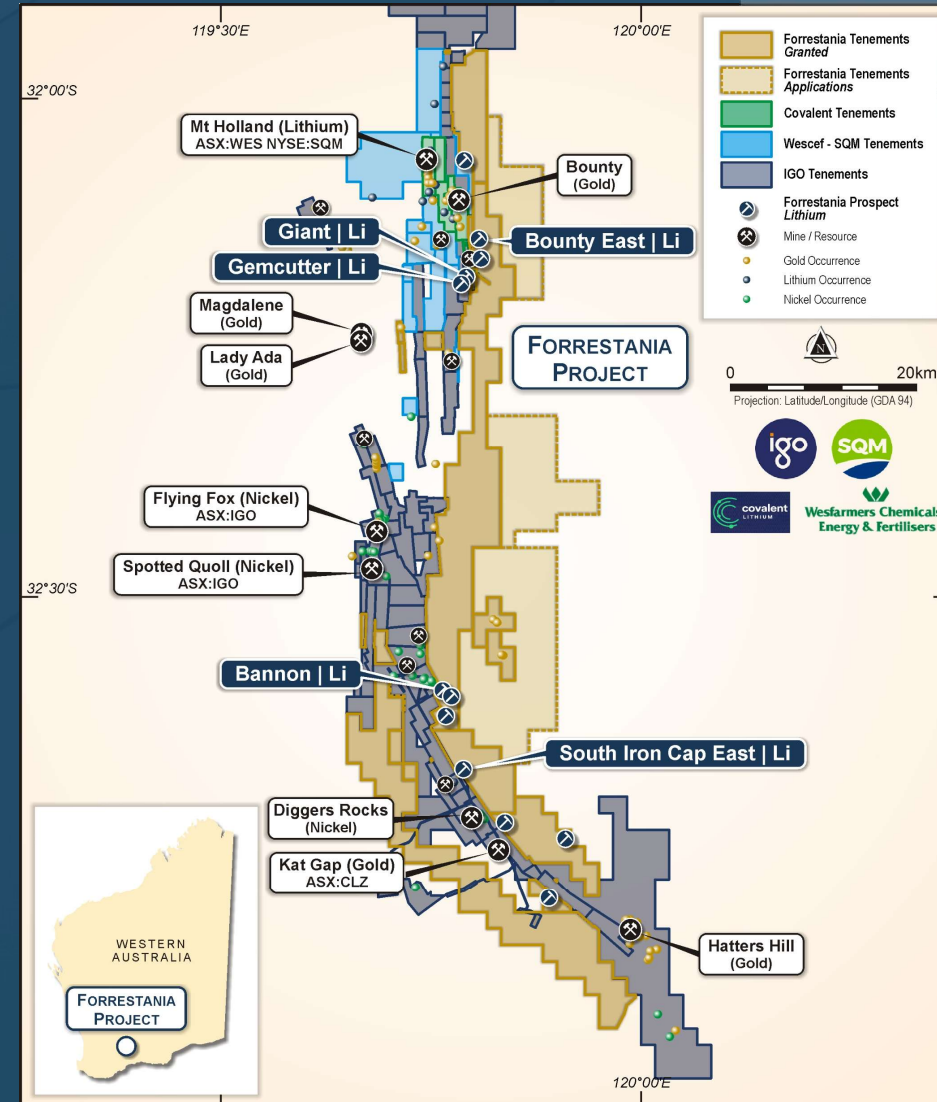 119°30'E
120°00'E
32°00'S
Mt Holland (Lithium)
ASX:WES NYSE:SQM
Bounty
(Gold)
Giant | Li
Bounty East | Li
Gemcutter | Li
Magdalene
(Gold)
Lady Ada
(Gold)
FORRESTANIA
PROJECT
Flying Fox (Nickel)
ASX:IGO
Spotted Quoll (Nickel)
ASX:IGO
32°30'S
Bannon | Li
South Iron Cap East | Li
Diggers Rocks
(Nickel)
Kat Gap (Gold)
ASX:CLZ
Hatters Hill
(Gold)
120°00'E
Forrestania Tenements
Granted
Forrestania Tenements
Applications
Covalent Tenements
Wescef - SQM Tenements
IGO Tenements
Forrestania Prospect
Lithium
Mine / Resource
Gold Occurrence
Lithium Occurrence
Nickel Occurrence
N
0 20km
Projection: Latitude/Longitude (GDA 94)
igo
SQM
covalent
LITHIUM
Wesfarmers Chemicals
Energy & Fertilisers
WESTERN
AUSTRALIA
FORRESTANIA
PROJECT